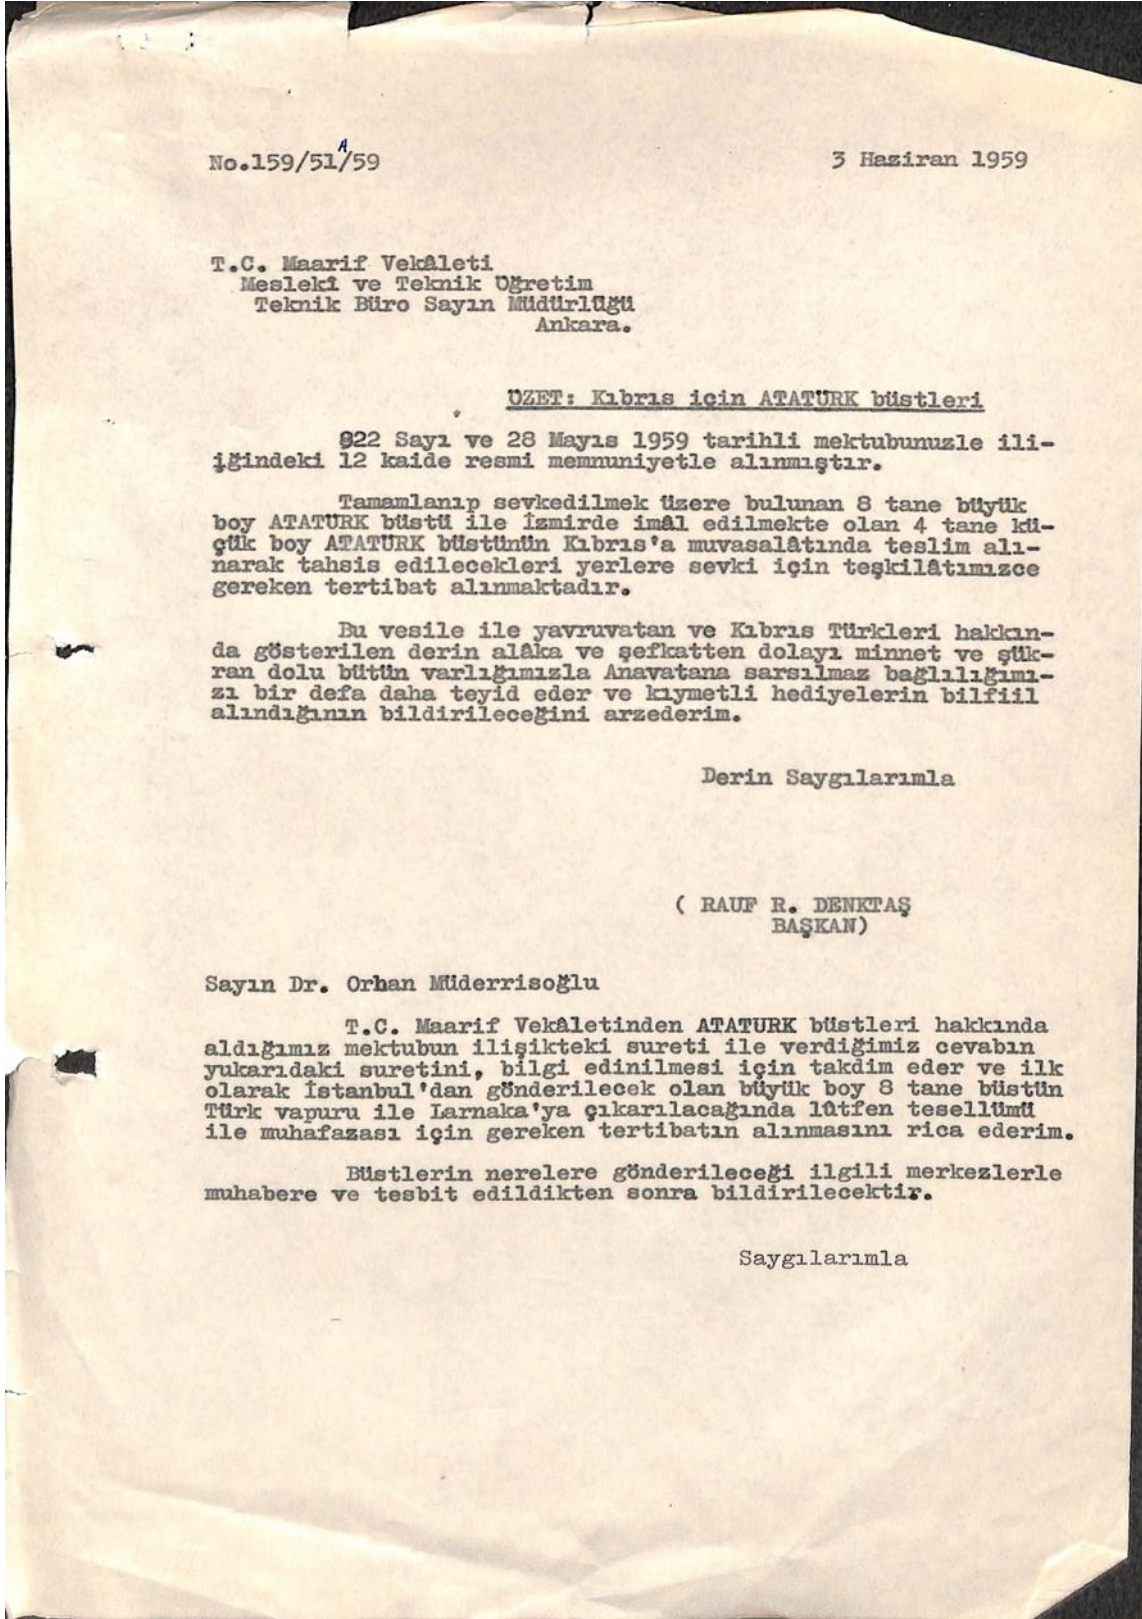 No.159/51A/59
3 Haziran 1959
T.C. Maarif Vekâleti
Meslekî ve Teknik Öğretim
Teknik Büro Sayın Müdürlüğü
Ankara.
ÜZET: Kıbrıs için ATATÜRK büstleri
822 Sayı ve 28 Mayıs 1959 tarihli mektubunuzle ili-
iğindeki 12 kaide resmi memnuniyetle alınmıştır.
Tamamlanıp sevkedilmek üzere bulunan 8 tane büyük
boy ATATÜRK büstü ile İzmirde imâl edilmekte olan 4 tane kü-
çük boy ATATÜRK büstünün Kıbrıs'a muvasalâtında teslim alı-
narak tahsis edilecekleri yerlere sevki için teşkilâtımızce
gereken tertibat alınmaktadır.
Bu vesile ile yavruvatan ve Kıbrıs Türkleri hakkın-
da gösterilen derin alâka ve şefkatten dolayı minnet ve şük-
ran dolu bütün varlığımızla Anavatana sarsılmaz bağlılığımı-
zı bir defa daha teyid eder ve kıymetli hediyelerin bilfiil
alındığının bildirileceğini arzederim.
Derin Saygılarımla
( RAUF R. DENKTAŞ
BAŞKAN)
Sayın Dr. Orhan Müderrisoğlu
T.C. Maarif Vekâletinden ATATURK büstleri hakkında
aldığımız mektubun ilişikteki sureti ile verdiğimiz cevabın
yukarıdaki suretini, bilgi edinilmesi için takdim eder ve ilk
olarak İstanbul'dan gönderilecek olan büyük boy 8 tane büstün
Türk vapuru ile Larnaka'ya çıkarılacağında lûtfen tesellümü
ile muhafazası için gereken tertibatın alınmasını rica ederim.
Büstlerin nerelere gönderileceği ilgili merkezlerle
muhabere ve tesbit edildikten sonra bildirilecektir.
Saygılarımla